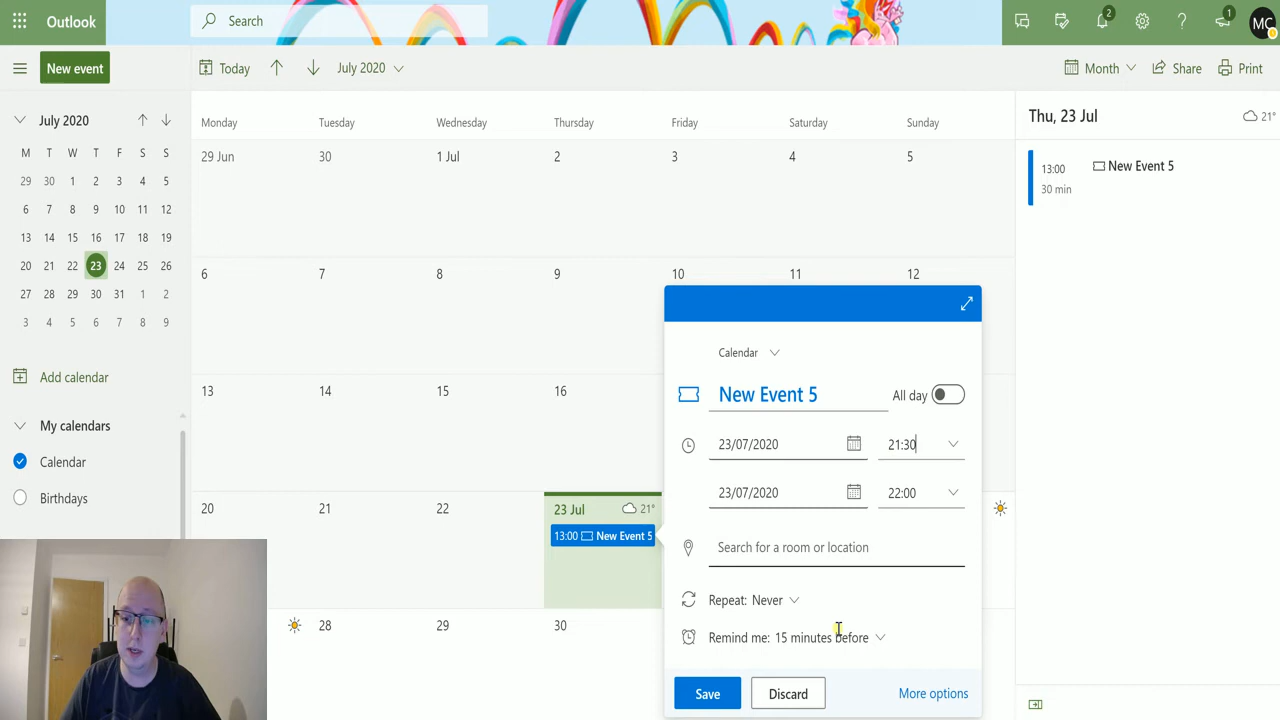 Outlook
Search
2
1
MC
New event
Today
July 2020
Month
Share
Print
July 2020
M T W T F S S
29 30 1 2 3 4 5
6 7 8 9 10 11 12
13 14 15 16 17 18 19
20 21 22 23 24 25 26
27 28 29 30 31 1 2
3 4 5 6 7 8 9
Add calendar
My calendars
Calendar
Birthdays
Monday Tuesday Wednesday Thursday Friday Saturday Sunday
29 Jun 30 1 Jul 2 3 4 5
6 7 8 9 10 11 12
13 14 15 16
20 21 22 23 Jul 21°
13:00 New Event 5
28 29 30
Calendar
New Event 5 All day
23/07/2020 21:30
23/07/2020 22:00
Search for a room or location
Repeat: Never
Remind me: 15 minutes before
Save Discard More options
Thu, 23 Jul 21°
13:00 New Event 5
30 min